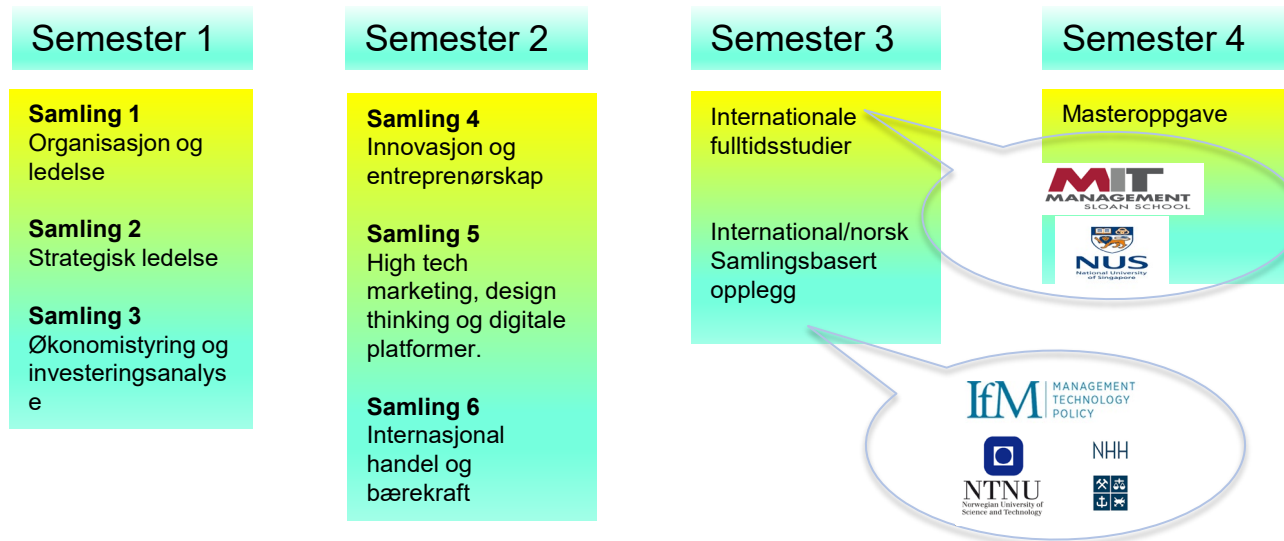 Semester 1
Samling 1
Organisasjon og
ledelse
Samling 2
Strategisk ledelse
Samling 3
Økonomistyring og
investeringsanalys
e
Semester 2
Samling 4
Innovasjon og
entreprenørskap
Samling 5
High tech
marketing, design
thinking og digitale
platformer.
Samling 6
Internasjonal
handel og
bærekraft
Semester 3
Internationale
fulltidsstudier
International/norsk
Samlingsbasert
opplegg
Semester 4
Masteroppgave
MIT
MANAGEMENT
SLOAN SCHOOL
NUS
National University
of Singapore
IfM
MANAGEMENT
TECHNOLOGY
POLICY
NTNU
Norwegian University of
Science and Technology
NHH